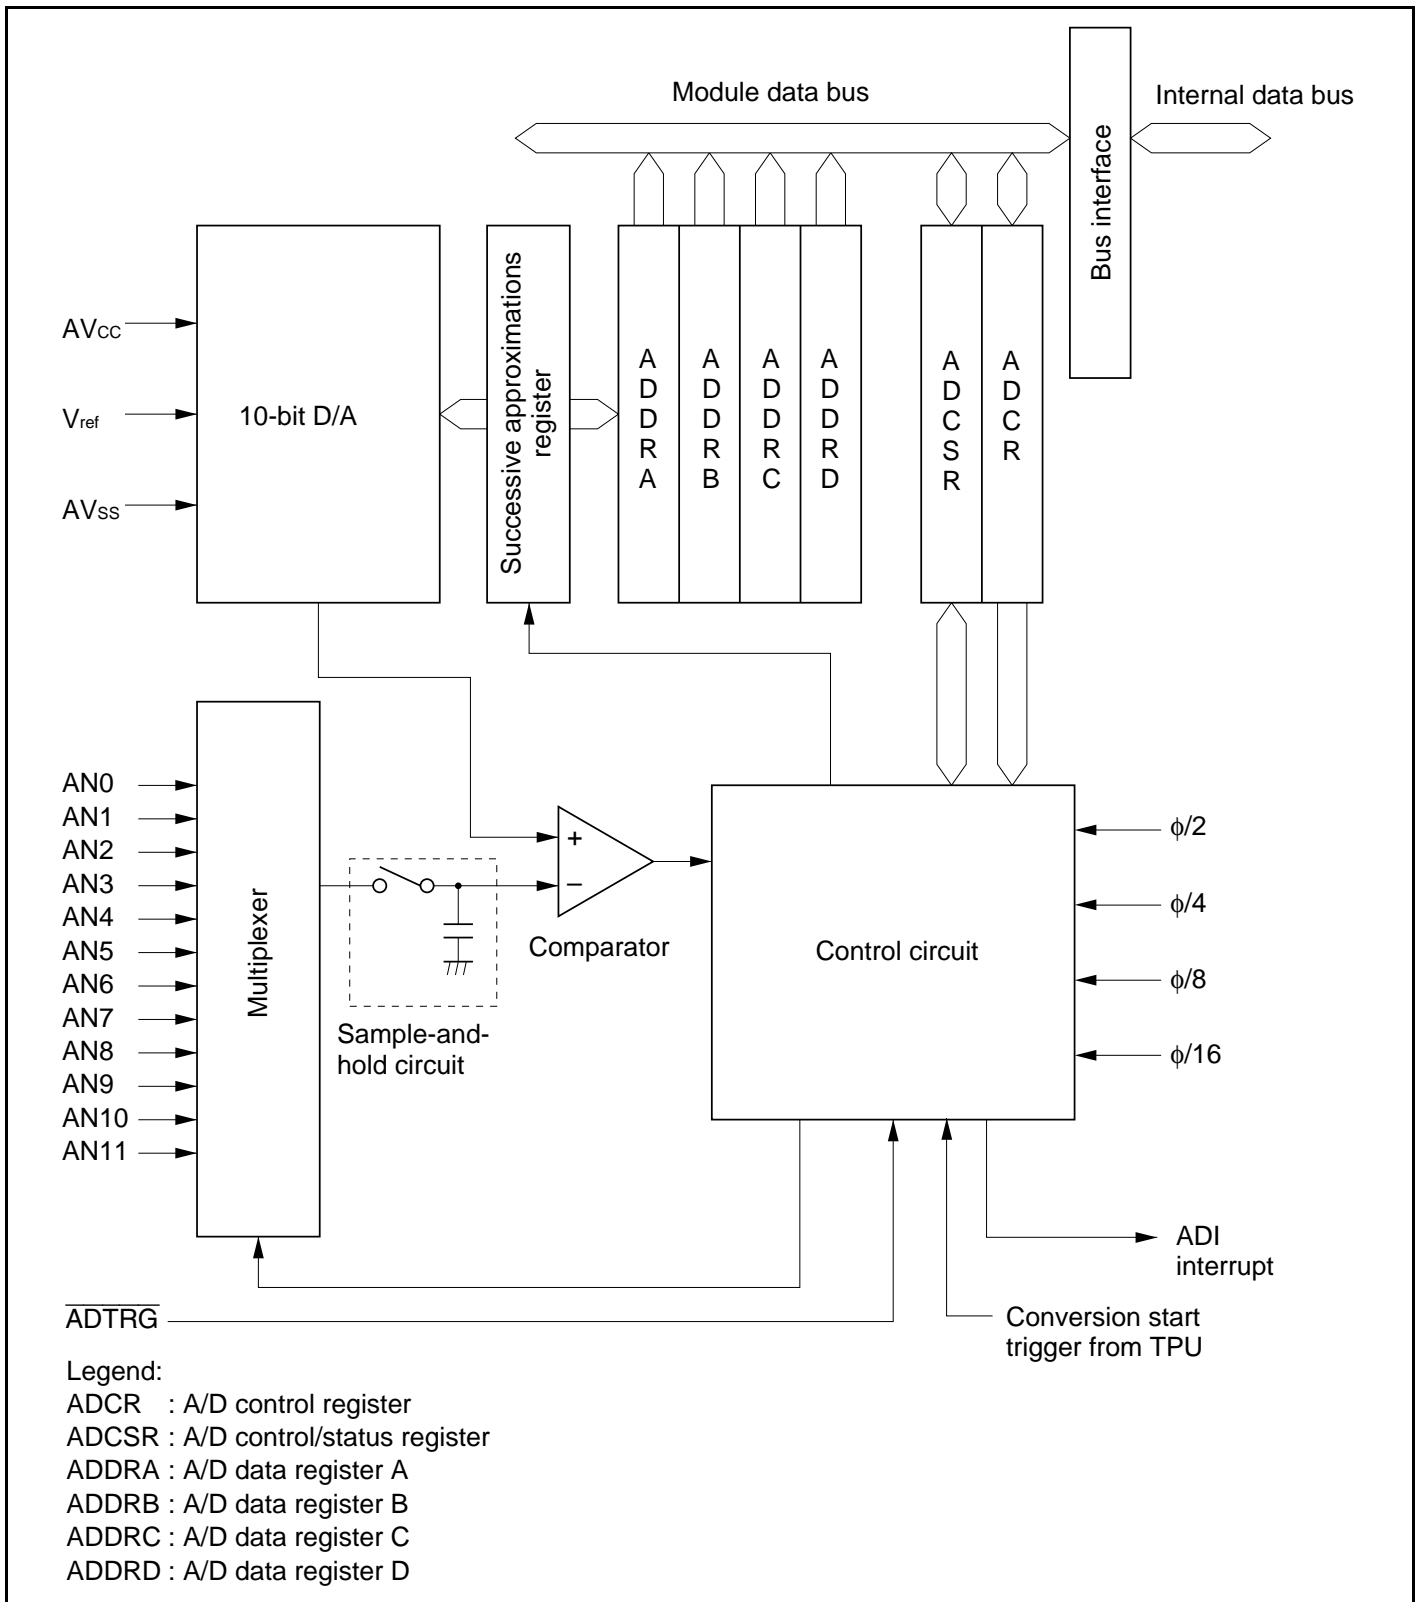 Module data bus
Internal data bus
Bus interface
AVCC
Vref
AVSS
10-bit D/A
Successive approximations
register
ADDRA
ADDRB
ADDRC
ADDRD
ADCSR
ADCR
AN0
AN1
AN2
AN3
AN4
AN5
AN6
AN7
AN8
AN9
AN10
AN11
Multiplexer
+
−
Comparator
Sample-and-
hold circuit
Control circuit
ϕ/2
ϕ/4
ϕ/8
ϕ/16
ADI
interrupt
ADTRG
Conversion start
trigger from TPU
Legend:
ADCR : A/D control register
ADCSR : A/D control/status register
ADDRA : A/D data register A
ADDRB : A/D data register B
ADDRC : A/D data register C
ADDRD : A/D data register D